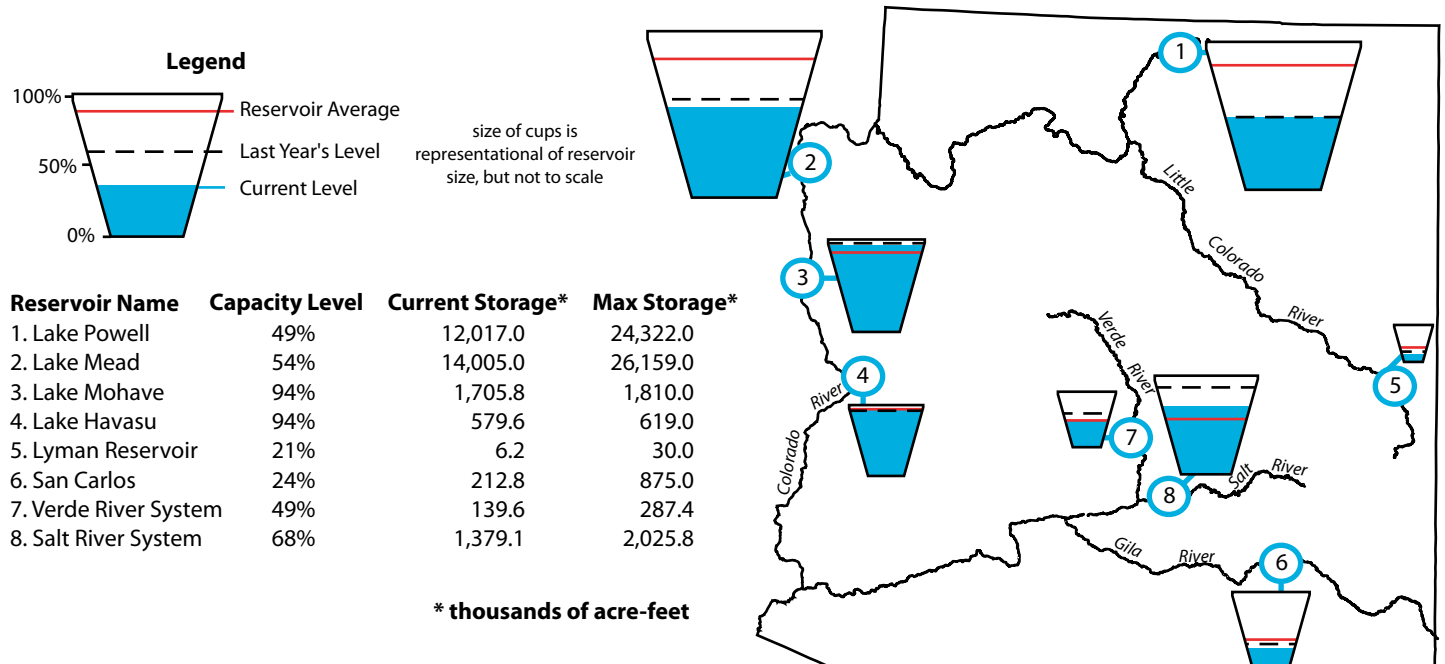 Legend
100%
50%
0%
Reservoir Average
Last Year's Level
Current Level
size of cups is
representational of reservoir
size, but not to scale
Reservoir Name Capacity Level Current Storage* Max Storage*
1. Lake Powell 49% 12,017.0 24,322.0
2. Lake Mead 54% 14,005.0 26,159.0
3. Lake Mohave 94% 1,705.8 1,810.0
4. Lake Havasu 94% 579.6 619.0
5. Lyman Reservoir 21% 6.2 30.0
6. San Carlos 24% 212.8 875.0
7. Verde River System 49% 139.6 287.4
8. Salt River System 68% 1,379.1 2,025.8
* thousands of acre-feet
1
2
3
4
5
6
7
8
Little
Colorado
River
Verde
River
Colorado
River
Salt
River
Gila
River